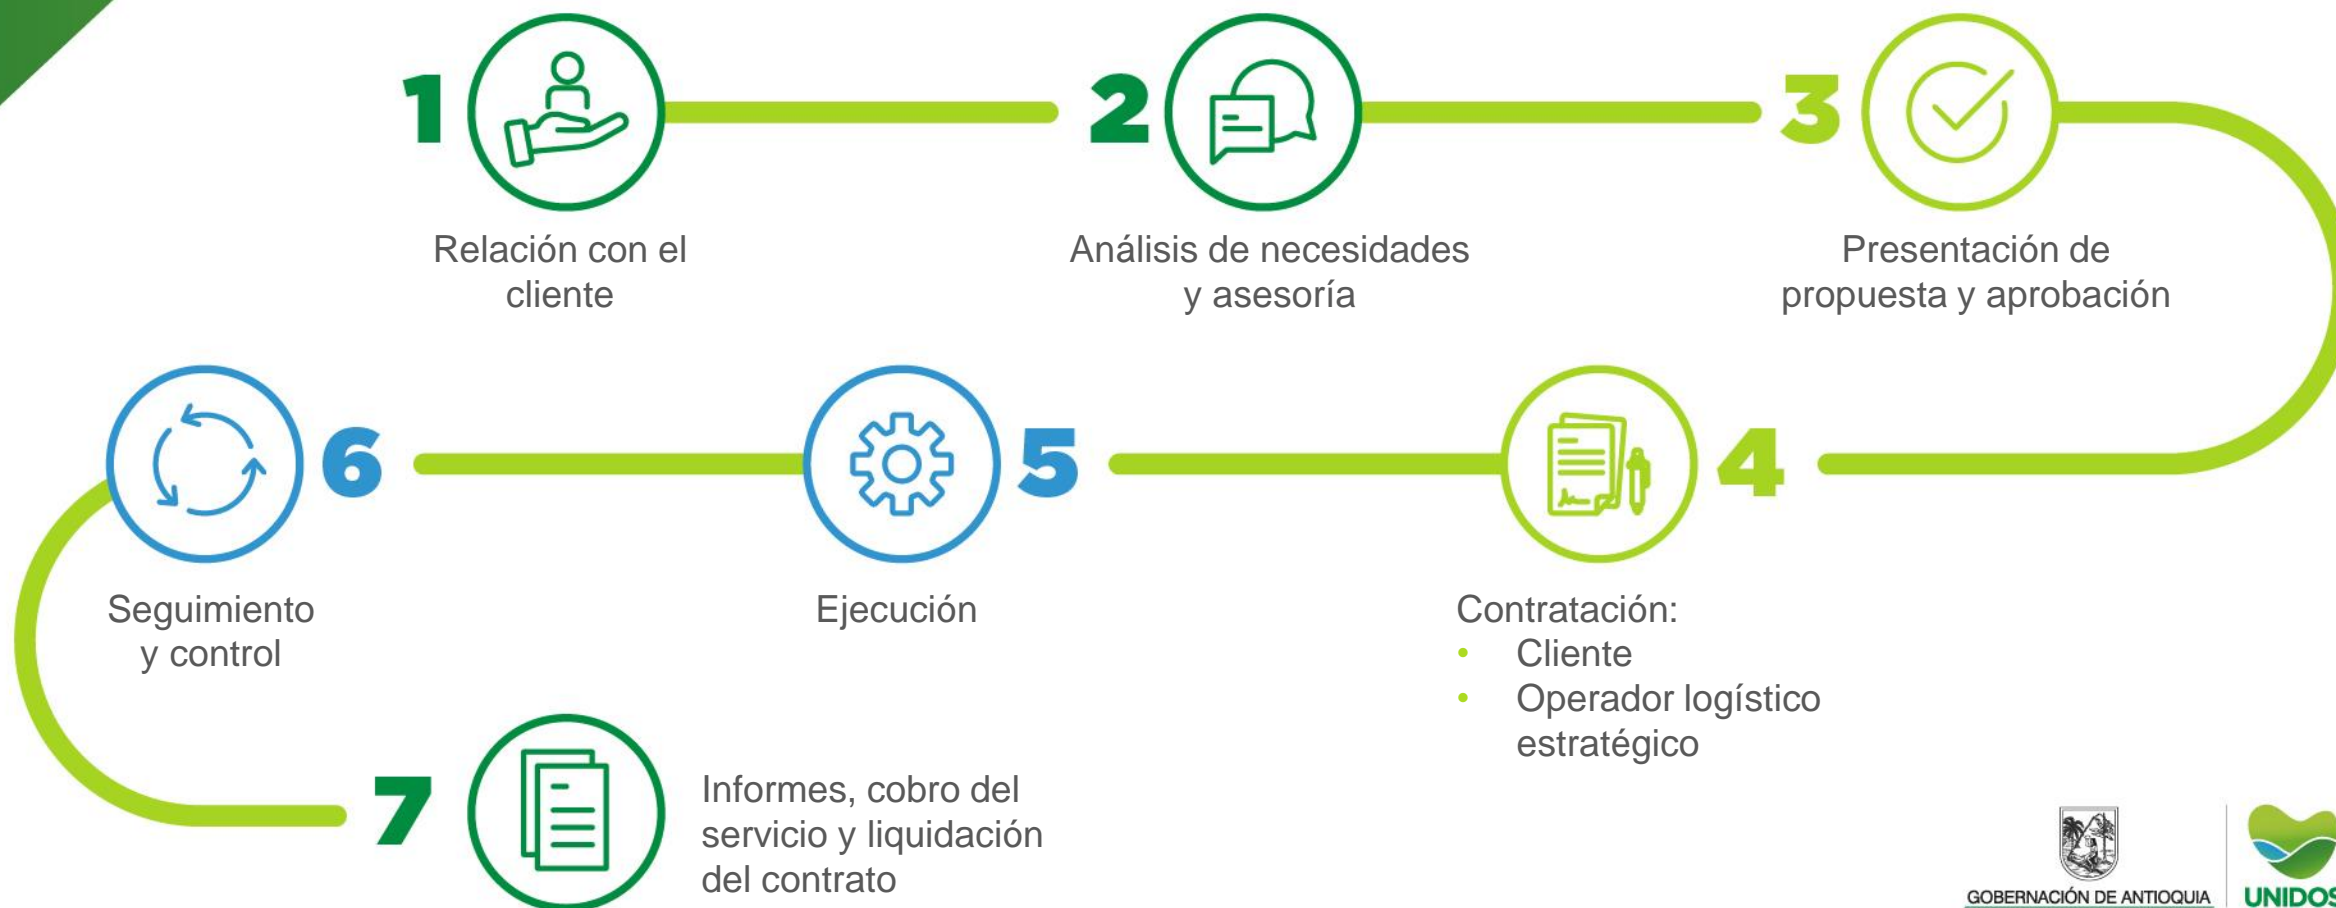 1
Relación con el
cliente
2
Análisis de necesidades
y asesoría
3
Presentación de
propuesta y aprobación
4
Contratación:
• Cliente
• Operador logístico
estratégico
5
Ejecución
6
Seguimiento
y control
7
Informes, cobro del
servicio y liquidación
del contrato
GOBERNACIÓN DE ANTIOQUIA
UNIDOS